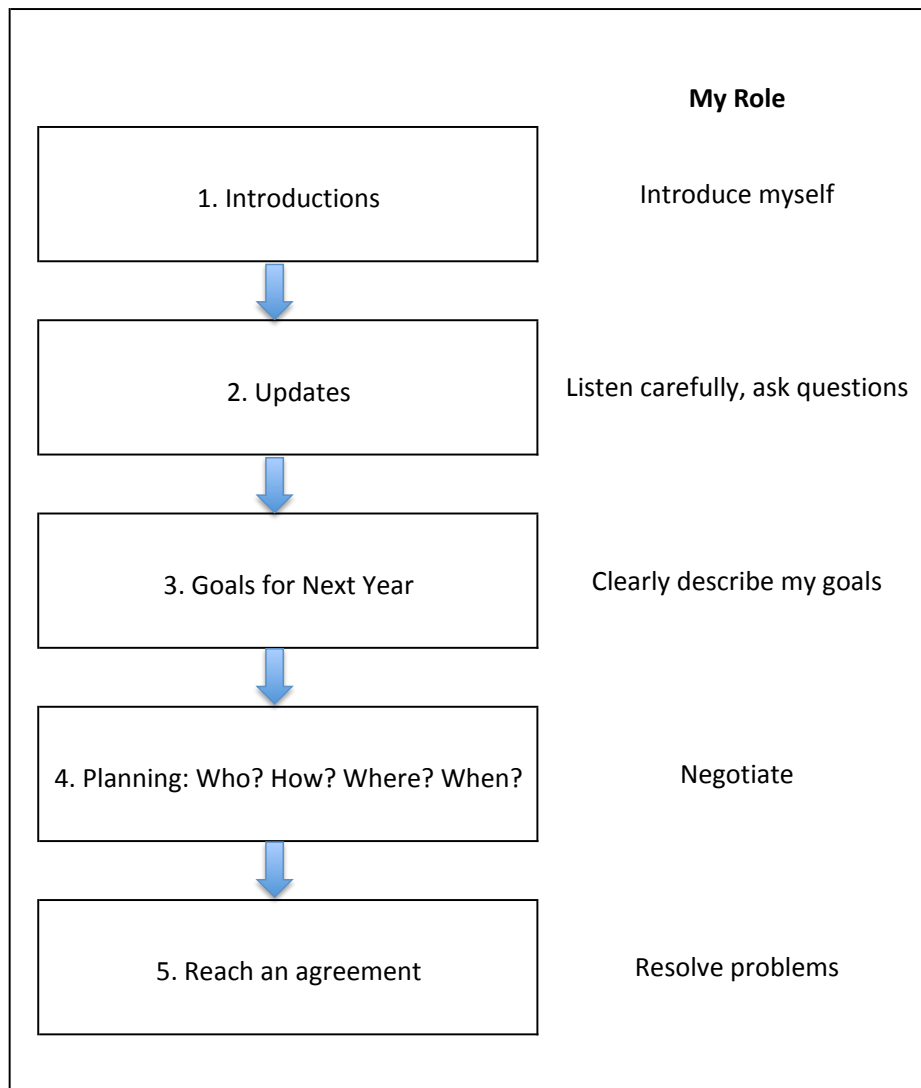 My Role
1. Introductions
Introduce myself
2. Updates
Listen carefully, ask questions
3. Goals for Next Year
Clearly describe my goals
4. Planning: Who? How? Where? When?
Negotiate
5. Reach an agreement
Resolve problems